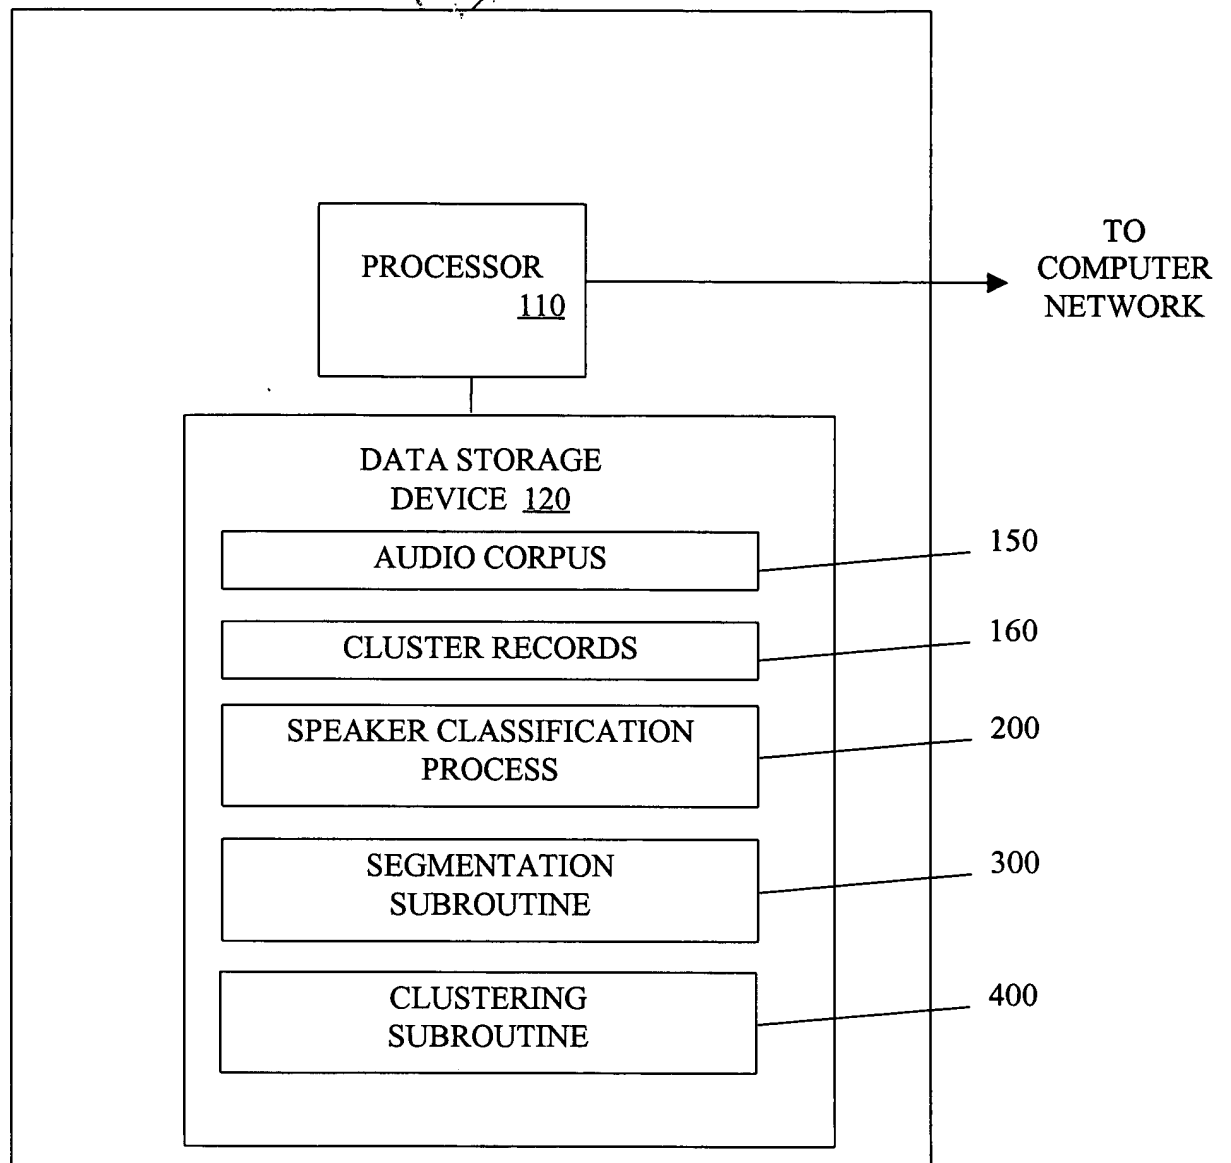 PROCESSOR
110
TO
COMPUTER
NETWORK
DATA STORAGE
DEVICE 120
AUDIO CORPUS
150
CLUSTER RECORDS
160
SPEAKER CLASSIFICATION
PROCESS
200
SEGMENTATION
SUBROUTINE
300
CLUSTERING
SUBROUTINE
400